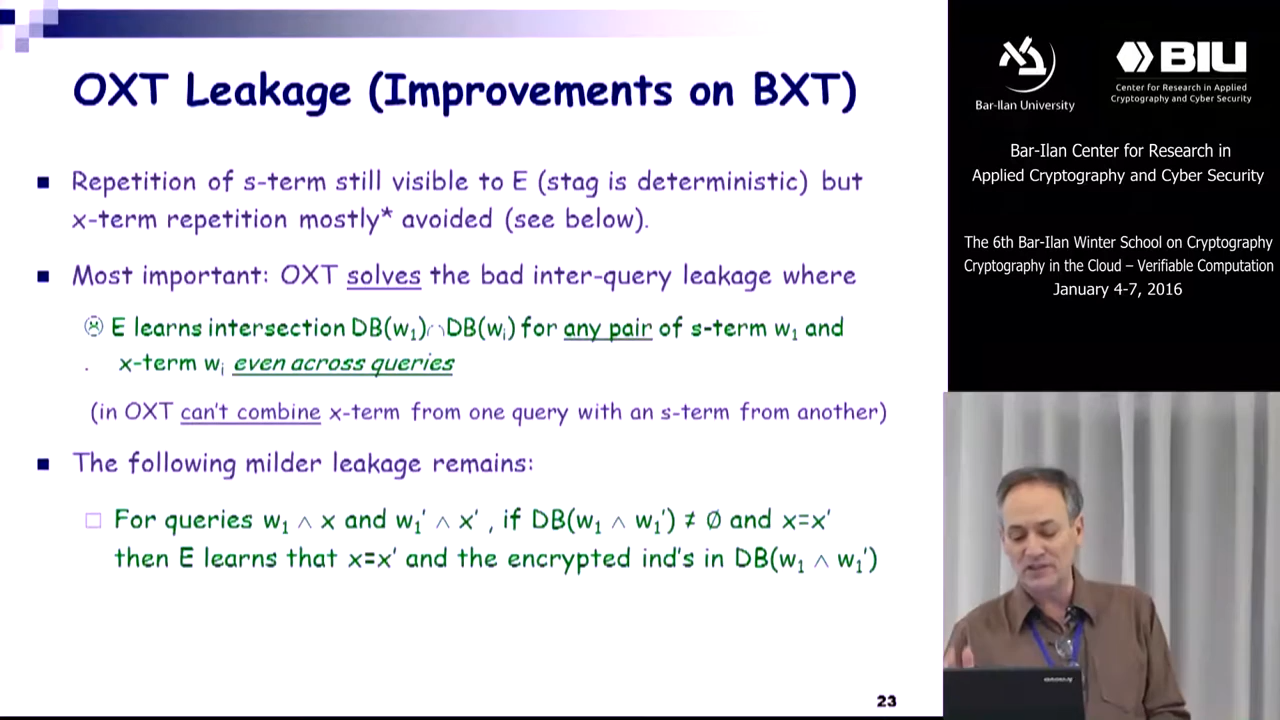 OXT Leakage (Improvements on BXT)
Repetition of s-term still visible to E (stag is deterministic) but
x-term repetition mostly* avoided (see below).
Most important: OXT solves the bad inter-query leakage where
☹ E learns intersection DB(w₁)∩DB(wᵢ) for any pair of s-term w₁ and
. x-term wᵢ even across queries
(in OXT can't combine x-term from one query with an s-term from another)
The following milder leakage remains:
For queries w₁ ∧ x and w₁' ∧ x' , if DB(w₁ ∧ w₁') ≠ ∅ and x=x'
then E learns that x=x' and the encrypted ind's in DB(w₁ ∧ w₁')
23
Bar-Ilan University
BIU
Center for Research in Applied
Cryptography and Cyber Security
Bar-Ilan Center for Research in
Applied Cryptography and Cyber Security
The 6th Bar-Ilan Winter School on Cryptography
Cryptography in the Cloud – Verifiable Computation
January 4-7, 2016